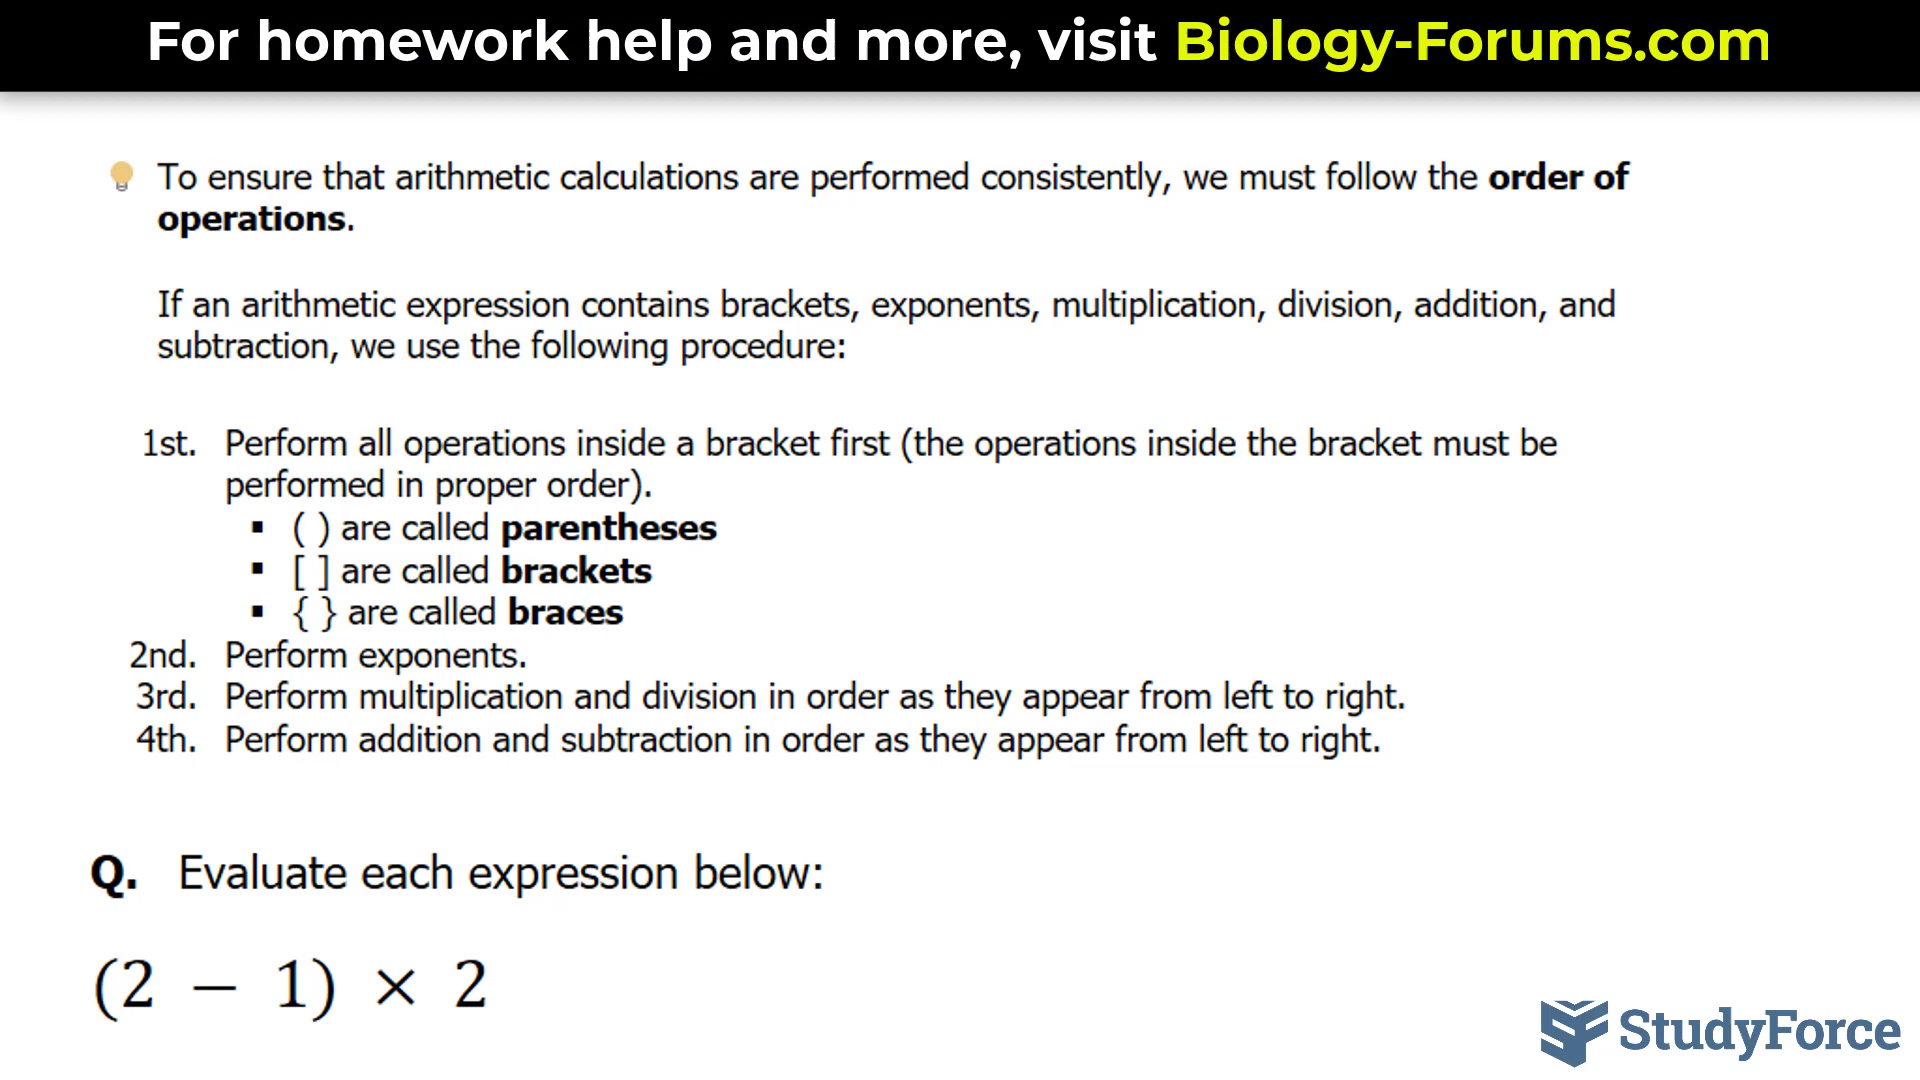 For homework help and more, visit Biology-Forums.com
To ensure that arithmetic calculations are performed consistently, we must follow the order of
operations.
If an arithmetic expression contains brackets, exponents, multiplication, division, addition, and
subtraction, we use the following procedure:
1st. Perform all operations inside a bracket first (the operations inside the bracket must be
performed in proper order).
▪ ( ) are called parentheses
▪ [ ] are called brackets
▪ { } are called braces
2nd. Perform exponents.
3rd. Perform multiplication and division in order as they appear from left to right.
4th. Perform addition and subtraction in order as they appear from left to right.
Q. Evaluate each expression below:
(2 − 1) × 2
StudyForce